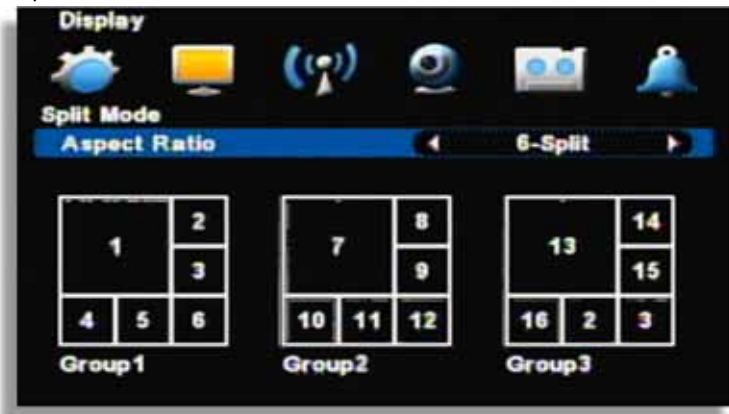 Display
Split Mode
Aspect Ratio 6-Split
1 2 7 8 13 14
3 9 15
4 5 6 10 11 12 16 2 3
Group1 Group2 Group3